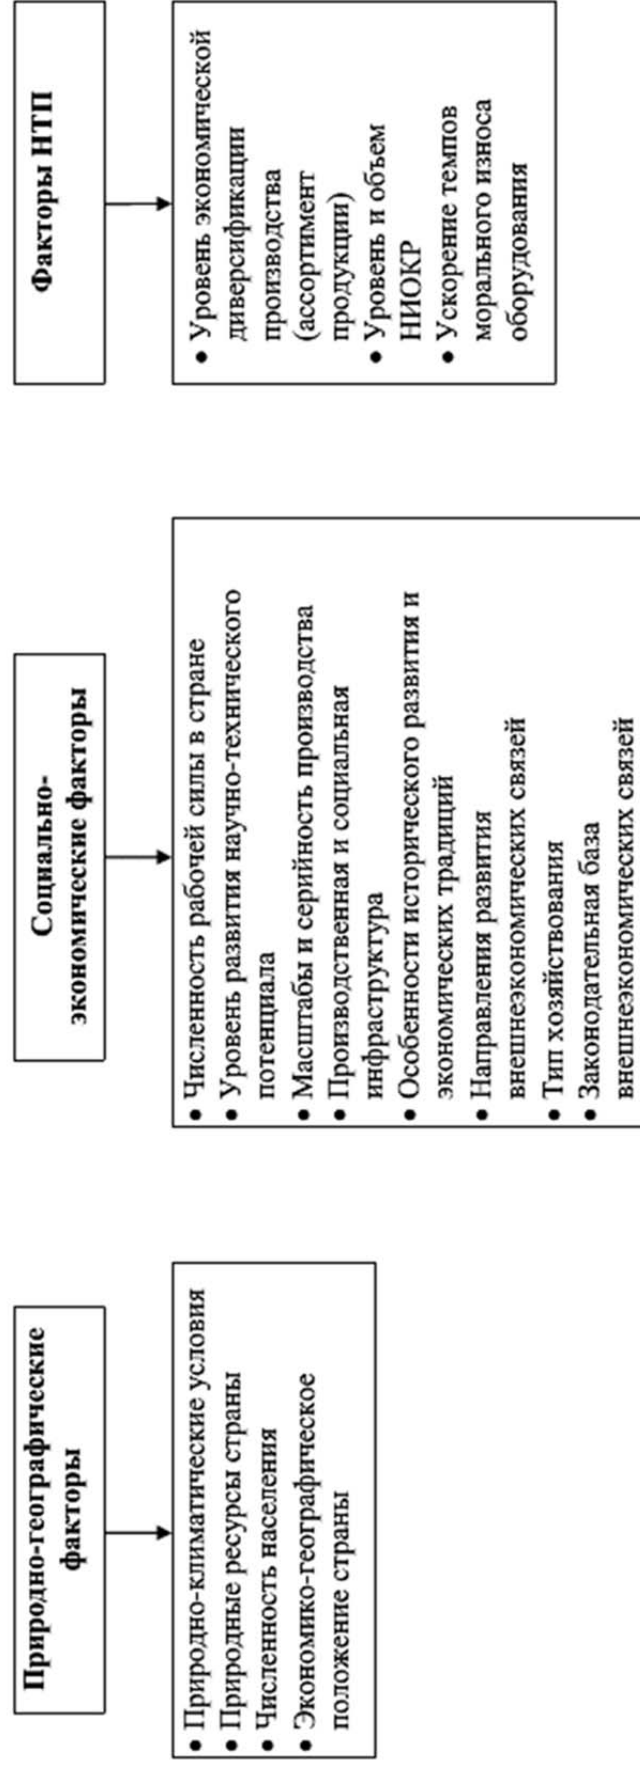 Природно-географические
факторы
• Природно-климатические условия
• Природные ресурсы страны
• Численность населения
• Экономико-географическое
положение страны
Социально-
экономические факторы
• Численность рабочей силы в стране
• Уровень развития научно-технического
потенциала
• Масштабы и серийность производства
• Производственная и социальная
инфраструктура
• Особенности исторического развития и
экономических традиций
• Направления развития
внешнеэкономических связей
• Тип хозяйствования
• Законодательная база
внешнеэкономических связей
Факторы НТП
• Уровень экономической
диверсификации
производства
(ассортимент
продукции)
• Уровень и объем
НИОКР
• Ускорение темпов
морального износа
оборудования